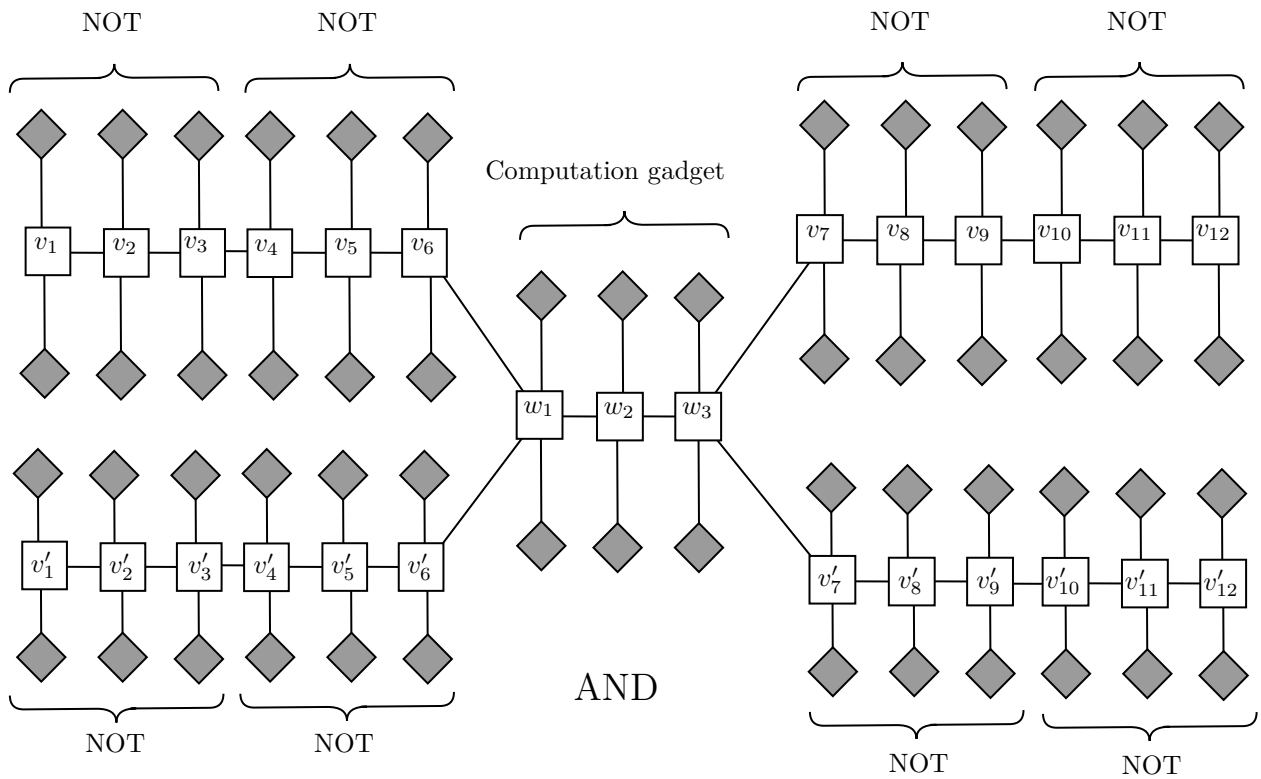 NOT NOT NOT NOT
Computation gadget
v1 v2 v3 v4 v5 v6 v7 v8 v9 v10 v11 v12
w1 w2 w3
v′1 v′2 v′3 v′4 v′5 v′6 v′7 v′8 v′9 v′10 v′11 v′12
AND
NOT NOT NOT NOT